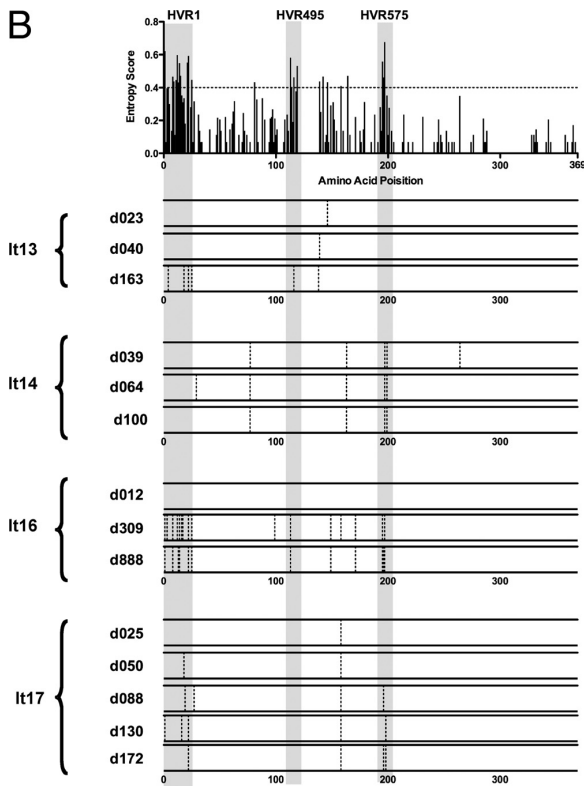 B
HVR1 HVR495 HVR575
0.8
0.6
0.4
0.2
0.0
Entropy Score
0 100 200 300 369
Amino Acid Poisition
It13
d023
d040
d163
0 100 200 300
It14
d039
d064
d100
0 100 200 300
It16
d012
d309
d888
0 100 200 300
It17
d025
d050
d088
d130
d172
0 100 200 300